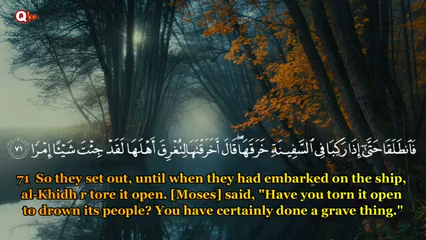 Q
فَٱنطَلَقَا حَتَّىٰٓ إِذَا رَكِبَا فِى ٱلسَّفِينَةِ خَرَقَهَا ۖ قَالَ أَخَرَقْتَهَا لِتُغْرِقَ أَهْلَهَا لَقَدْ جِئْتَ شَيْـًٔا إِمْرًا ٧١
71 So they set out, until when they had embarked on the ship,
al-Khidh r tore it open. [Moses] said, "Have you torn it open
to drown its people? You have certainly done a grave thing."